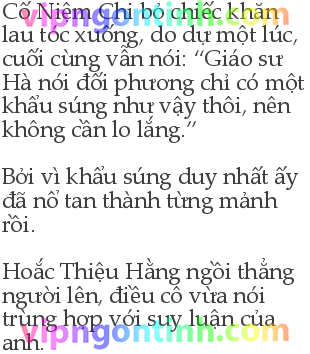 Cố Niệm Chi bỏ chiếc khăn
lau tóc xuống, do dự một lúc,
cuối cùng vẫn nói: “Giáo sư
Hà nói đối phương chỉ có một
khẩu súng như vậy thôi, nên
không cần lo lắng.”
Bởi vì khẩu súng duy nhất ấy
đã nổ tan thành từng mảnh
rồi.
Hoắc Thiệu Hằng ngồi thẳng
người lên, điều cô vừa nói
trùng hợp với suy luận của
anh.
vipngontinh.com
vipngontinh.com